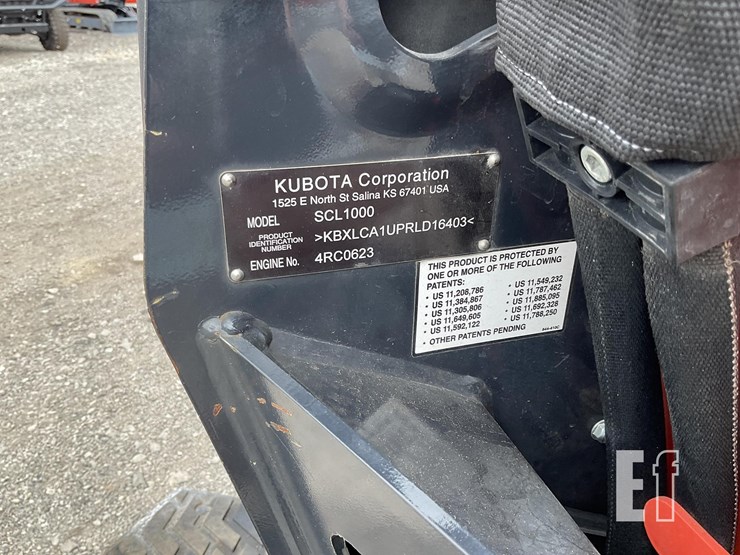 KUBOTA Corporation
1525 E North St Salina KS 67401 USA
MODEL SCL1000
PRODUCT
IDENTIFICATION >KBXLCA1UPRLD16403<
NUMBER
ENGINE No. 4RC0623
THIS PRODUCT IS PROTECTED BY
ONE OR MORE OF THE FOLLOWING
PATENTS:
• US 11,208,786
• US 11,384,867
• US 11,305,806
• US 11,649,605
• US 11,592,122
• US 11,549,232
• US 11,787,462
• US 11,885,095
• US 11,692,328
• US 11,788,250
• OTHER PATENTS PENDING
Ef